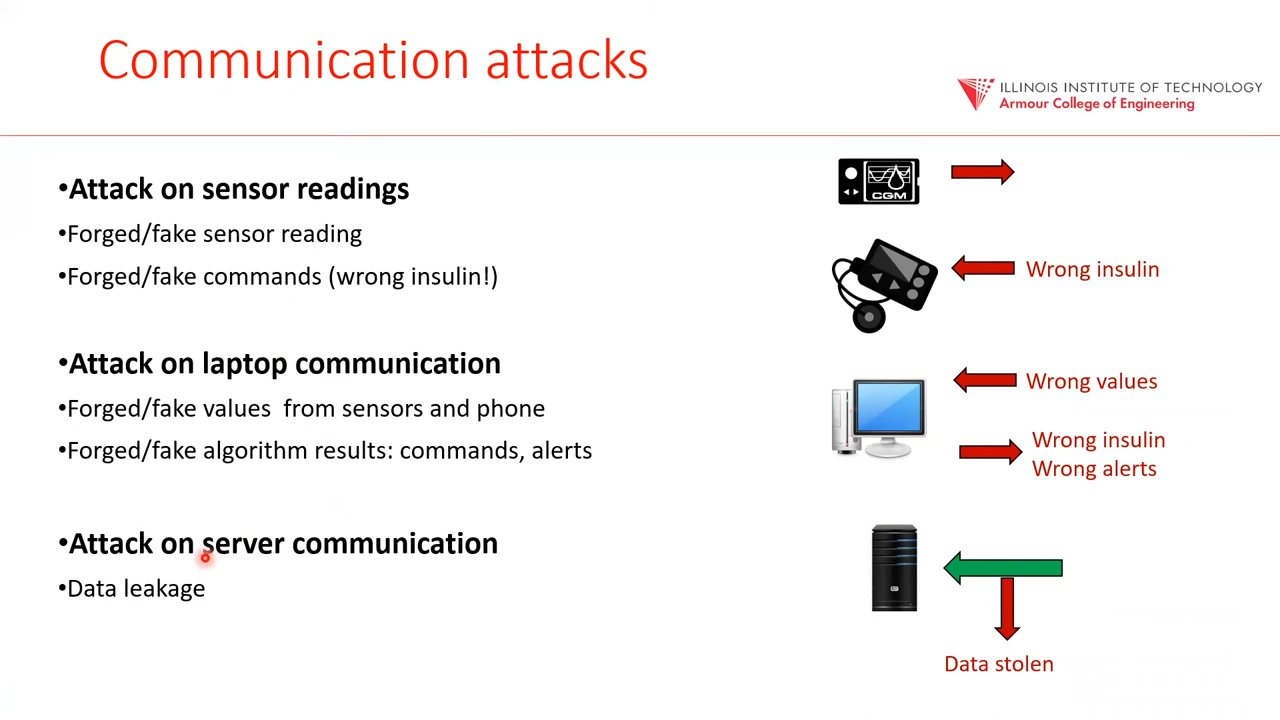 Communication attacks
ILLINOIS INSTITUTE OF TECHNOLOGY
Armour College of Engineering
•Attack on sensor readings
•Forged/fake sensor reading
•Forged/fake commands (wrong insulin!)
CGM
Wrong insulin
•Attack on laptop communication
•Forged/fake values  from sensors and phone
•Forged/fake algorithm results: commands, alerts
Wrong values
Wrong insulin
Wrong alerts
•Attack on server communication
•Data leakage
Data stolen